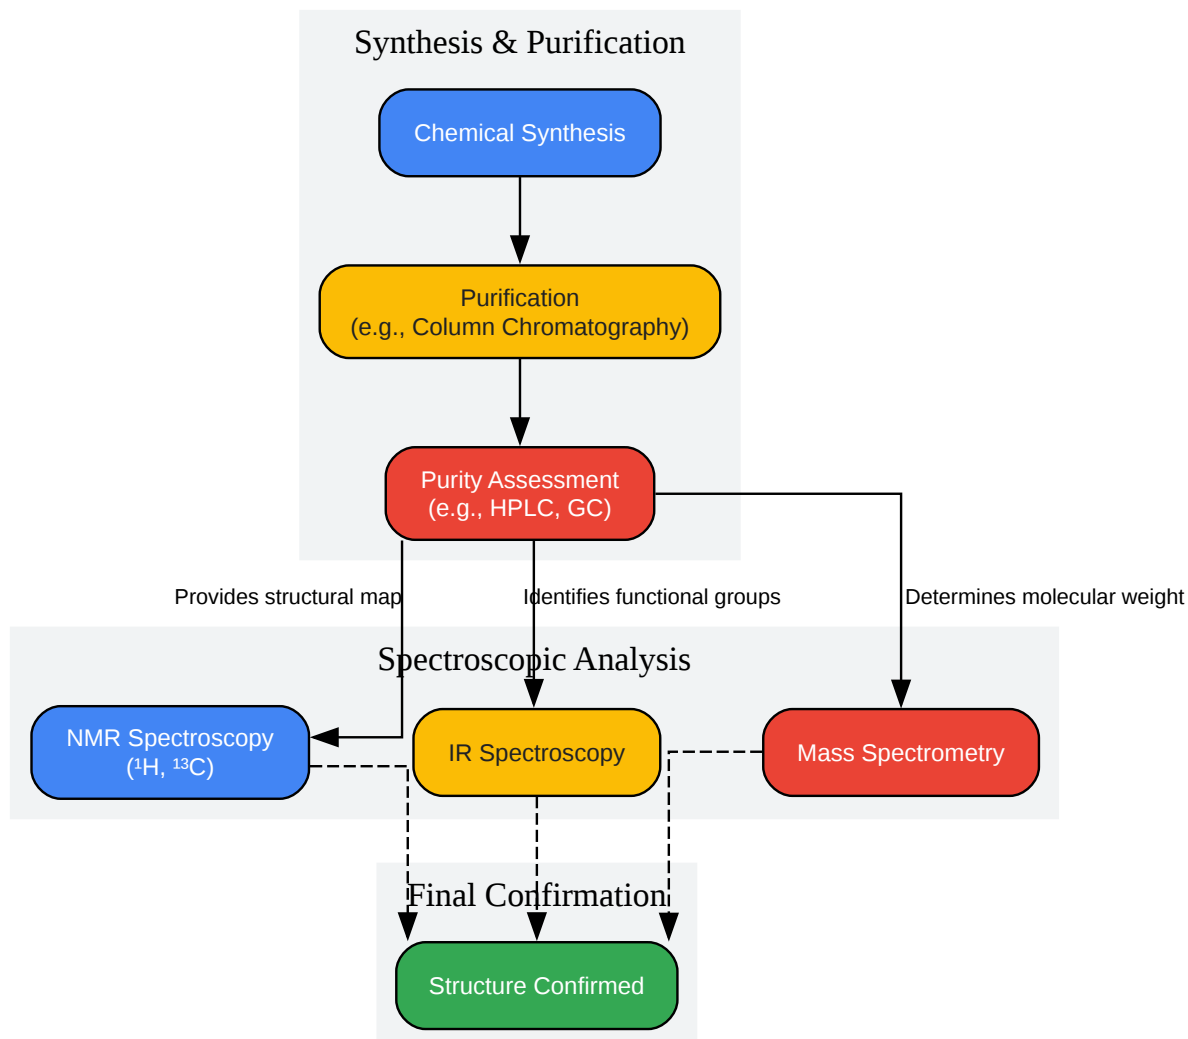 Synthesis & Purification
Chemical Synthesis
Purification
(e.g., Column Chromatography)
Purity Assessment
(e.g., HPLC, GC)
Provides structural map
Identifies functional groups
Determines molecular weight
Spectroscopic Analysis
NMR Spectroscopy
(¹H, ¹³C)
IR Spectroscopy
Mass Spectrometry
Final Confirmation
Structure Confirmed